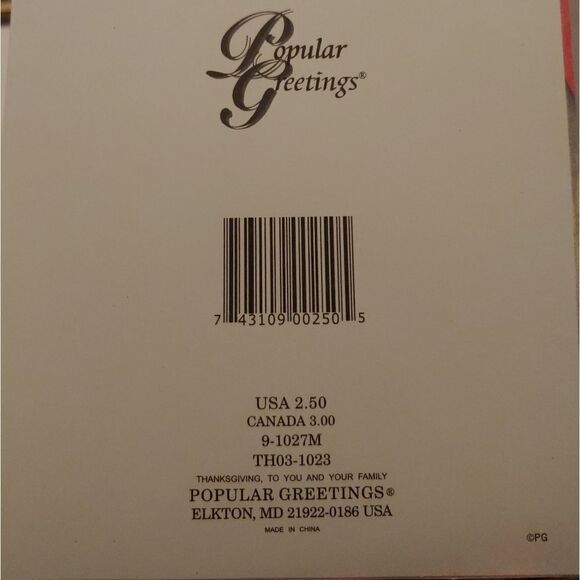 Popular
Greetings®
7 43109 00250 5
USA 2.50
CANADA 3.00
9-1027M
TH03-1023
THANKSGIVING, TO YOU AND YOUR FAMILY
POPULAR GREETINGS®
ELKTON, MD 21922-0186 USA
MADE IN CHINA
©PG